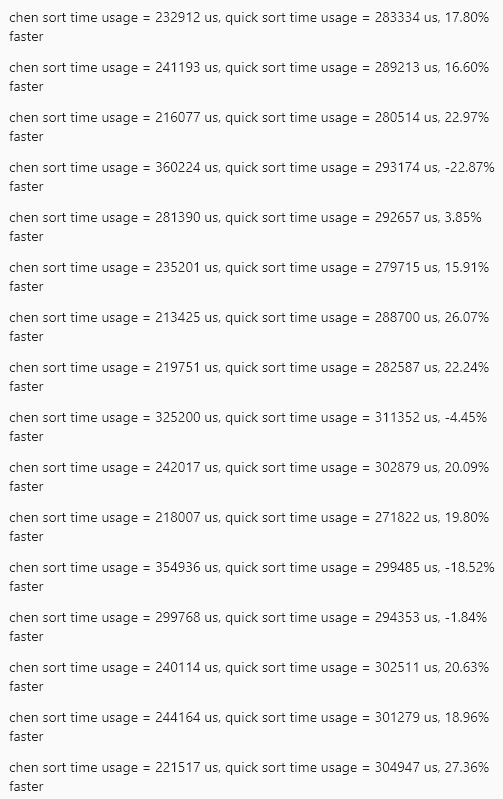 chen sort time usage = 232912 us, quick sort time usage = 283334 us, 17.80%
faster
chen sort time usage = 241193 us, quick sort time usage = 289213 us, 16.60%
faster
chen sort time usage = 216077 us, quick sort time usage = 280514 us, 22.97%
faster
chen sort time usage = 360224 us, quick sort time usage = 293174 us, -22.87%
faster
chen sort time usage = 281390 us, quick sort time usage = 292657 us, 3.85%
faster
chen sort time usage = 235201 us, quick sort time usage = 279715 us, 15.91%
faster
chen sort time usage = 213425 us, quick sort time usage = 288700 us, 26.07%
faster
chen sort time usage = 219751 us, quick sort time usage = 282587 us, 22.24%
faster
chen sort time usage = 325200 us, quick sort time usage = 311352 us, -4.45%
faster
chen sort time usage = 242017 us, quick sort time usage = 302879 us, 20.09%
faster
chen sort time usage = 218007 us, quick sort time usage = 271822 us, 19.80%
faster
chen sort time usage = 354936 us, quick sort time usage = 299485 us, -18.52%
faster
chen sort time usage = 299768 us, quick sort time usage = 294353 us, -1.84%
faster
chen sort time usage = 240114 us, quick sort time usage = 302511 us, 20.63%
faster
chen sort time usage = 244164 us, quick sort time usage = 301279 us, 18.96%
faster
chen sort time usage = 221517 us, quick sort time usage = 304947 us, 27.36%
faster